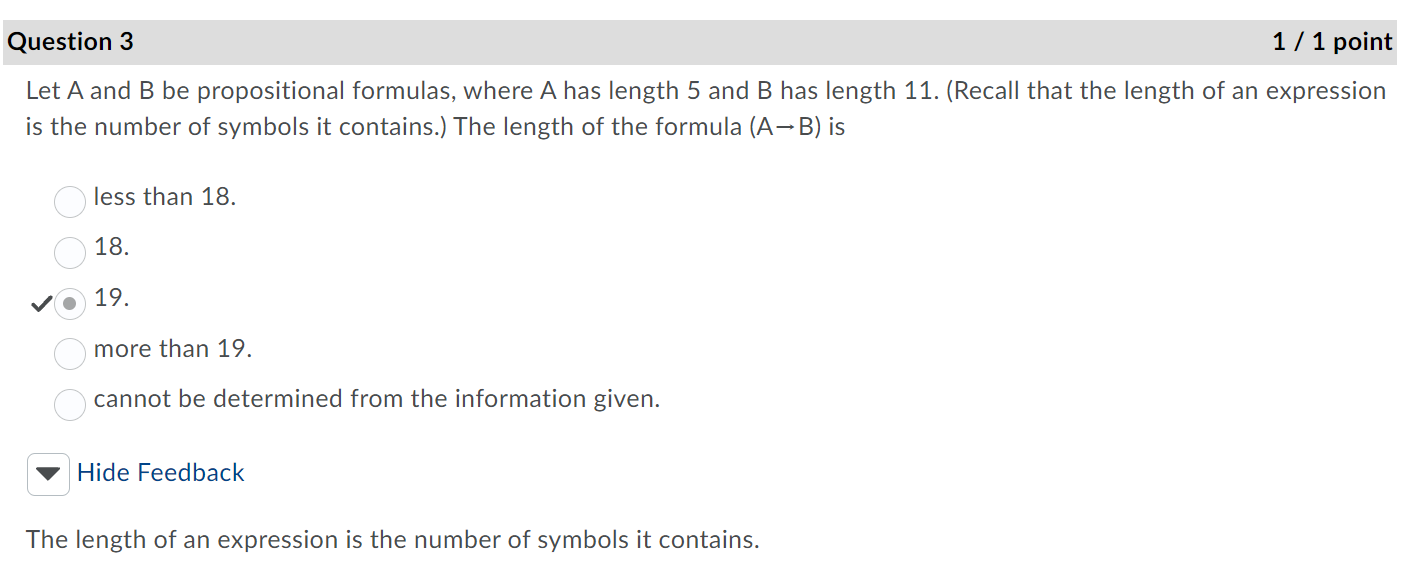 Question 3
1 / 1 point
Let A and B be propositional formulas, where A has length 5 and B has length 11. (Recall that the length of an expression
is the number of symbols it contains.) The length of the formula (A→B) is
less than 18.
18.
19.
more than 19.
cannot be determined from the information given.
Hide Feedback
The length of an expression is the number of symbols it contains.